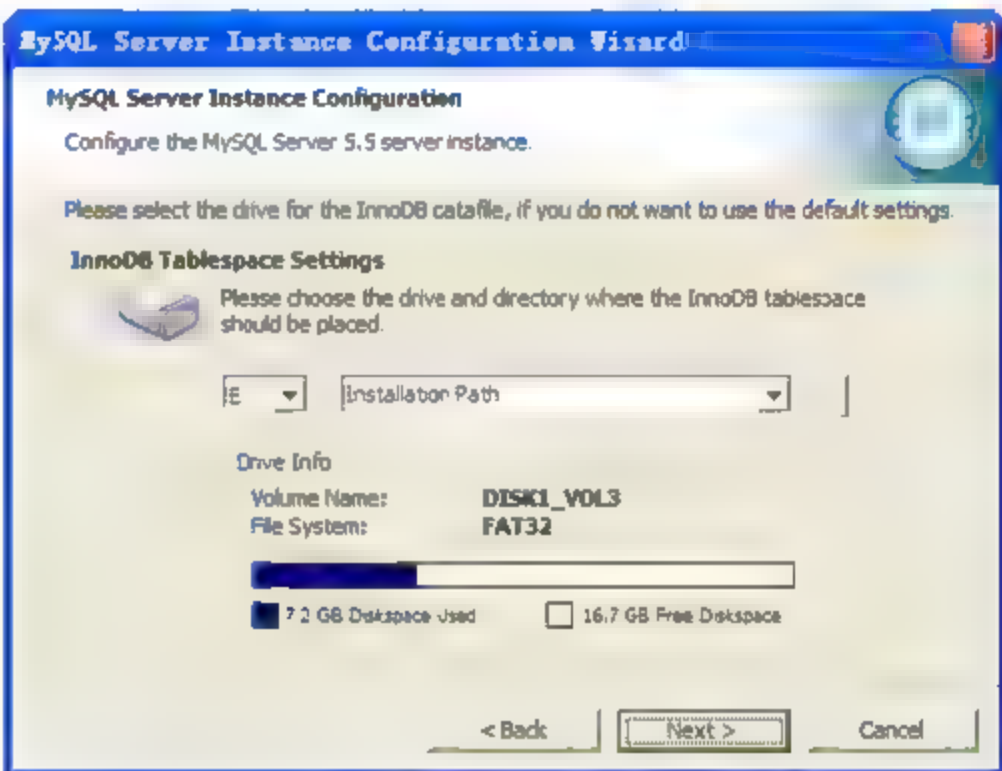 MySQL Server Instance Configuration Wizard
MySQL Server Instance Configuration
Configure the MySQL Server 5.5 server instance.
Please select the drive for the InnoDB catafile, if you do not want to use the default settings.
InnoDB Tablespace Settings
Please choose the drive and directory where the InnoDB tablespace
should be placed.
E Installation Path
Drive Info
Volume Name: DISK1_VOL3
File System: FAT32
7.2 GB Diskspace Used 16.7 GB Free Diskspace
< Back Next > Cancel